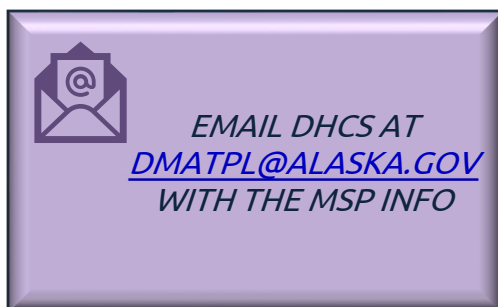 @
EMAIL DHCS AT
DMATPL@ALASKA.GOV
WITH THE MSP INFO